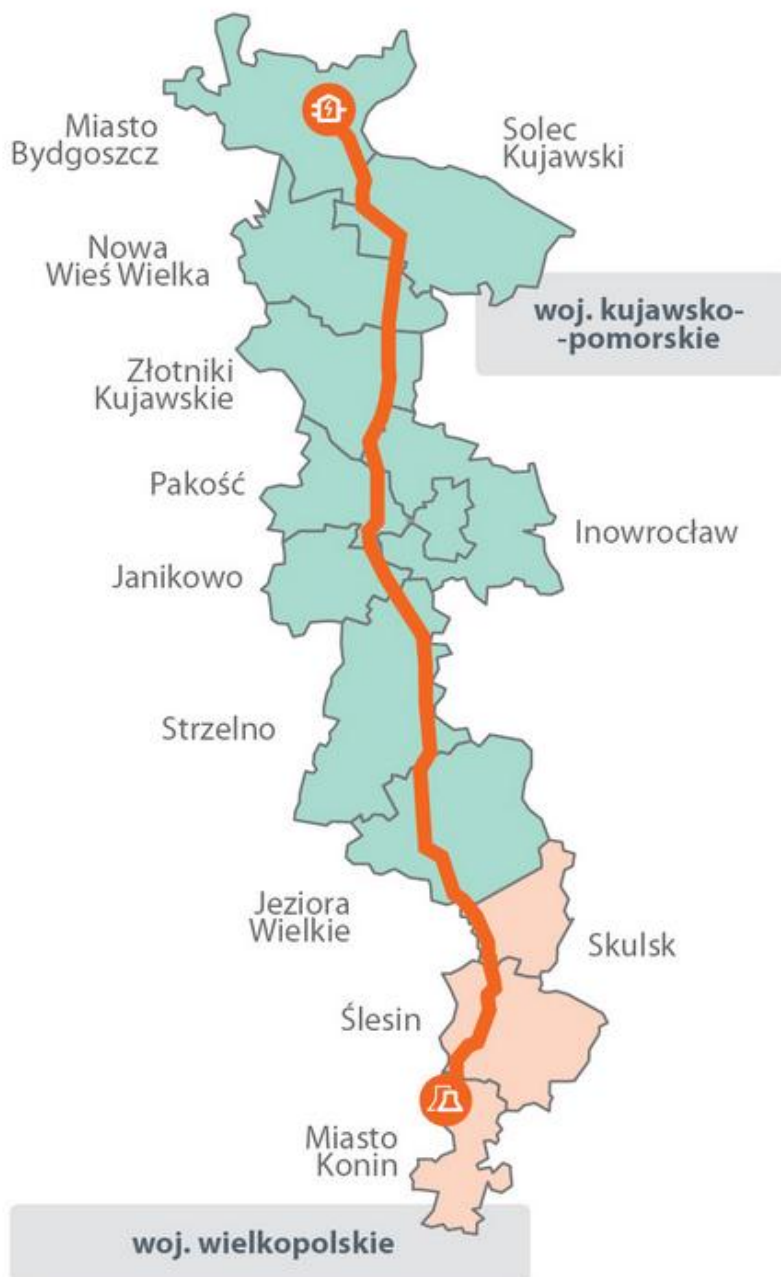 Miasto
Bydgoszcz
Solec
Kujawski
Nowa
Wieś Wielka
woj. kujawsko-
-pomorskie
Złotniki
Kujawskie
Pakość
Inowrocław
Janikowo
Strzelno
Jeziora
Wielkie
Skulsk
Ślesin
Miasto
Konin
woj. wielkopolskie